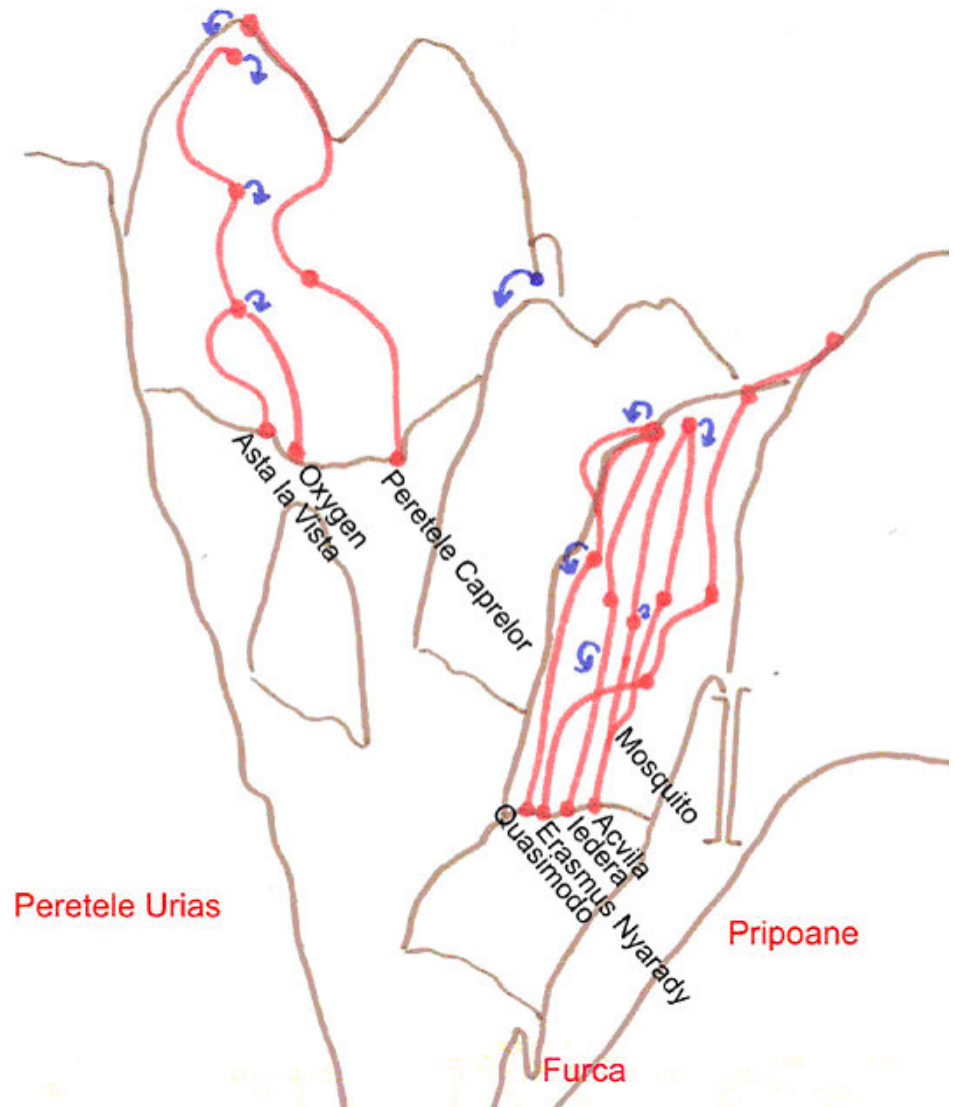 Asta la Vista
Oxygen
Peretele Caprelor
Mosquito
Quasimodo
Erasmus Nyarady
Iedera
Acvila
Peretele Urias
Pripoane
Furca